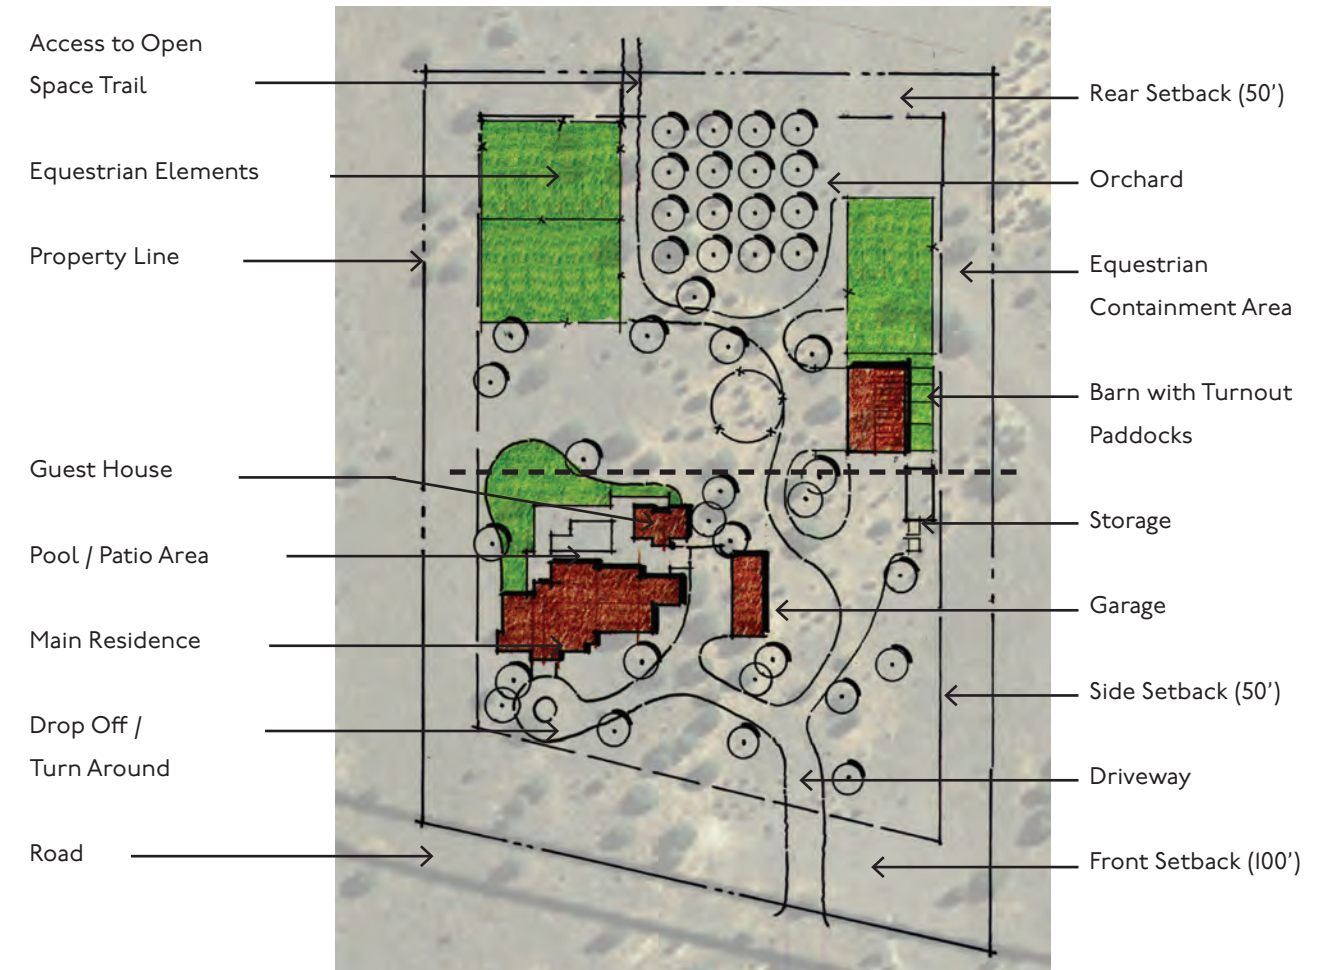 Access to Open
Space Trail
Equestrian Elements
Property Line
Guest House
Pool / Patio Area
Main Residence
Drop Off /
Turn Around
Road
Rear Setback (50')
Orchard
Equestrian
Containment Area
Barn with Turnout
Paddocks
Storage
Garage
Side Setback (50')
Driveway
Front Setback (100')